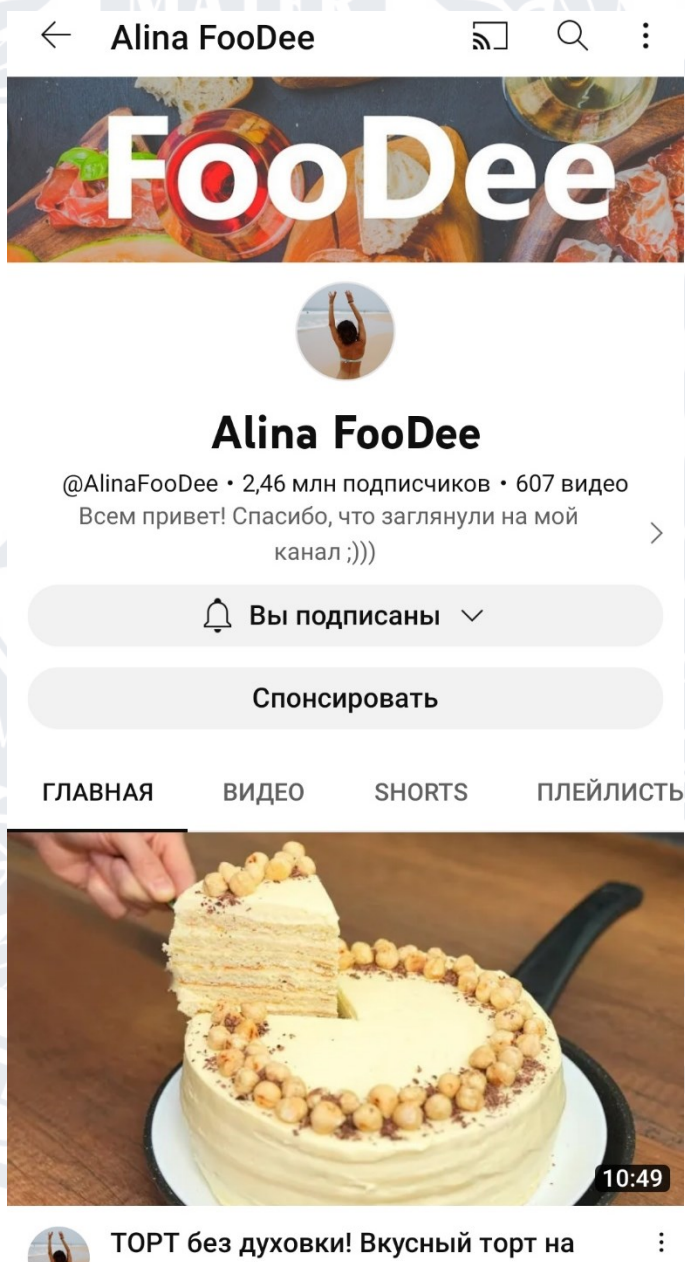 Alina FooDee
FooDee
Alina FooDee
@AlinaFooDee • 2,46 млн подписчиков • 607 видео
Всем привет! Спасибо, что заглянули на мой
канал ;)))
Вы подписаны
Спонсировать
ГЛАВНАЯ ВИДЕО SHORTS ПЛЕЙЛИСТЫ
10:49
ТОРТ без духовки! Вкусный торт на